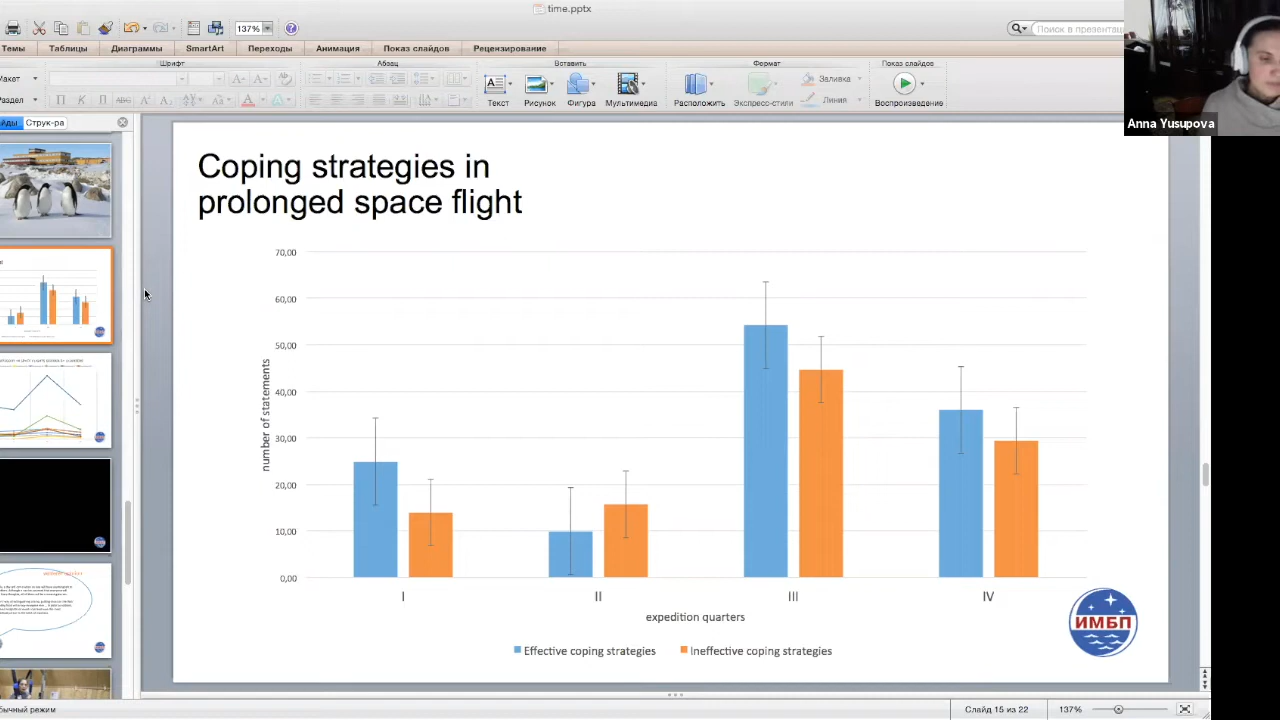 time.pptx
137%
Поиск в презентаци
Темы
Таблицы
Диаграммы
SmartArt
Переходы
Анимация
Показ слайдов
Рецензирование
Шрифт
Абзац
Вставить
Формат
Показ слайдов
Текст
Рисунок
Фигура
Мультимедиа
Расположить
Экспресс-стили
Заливка
Линия
Воспроизведение
Струк-ра
Anna Yusupova
Coping strategies in
prolonged space flight
70,00
60,00
50,00
40,00
30,00
20,00
10,00
0,00
number of statements
I
II
III
IV
expedition quarters
Effective coping strategies
Ineffective coping strategies
ИМБП
Слайд 15 из 22
137%